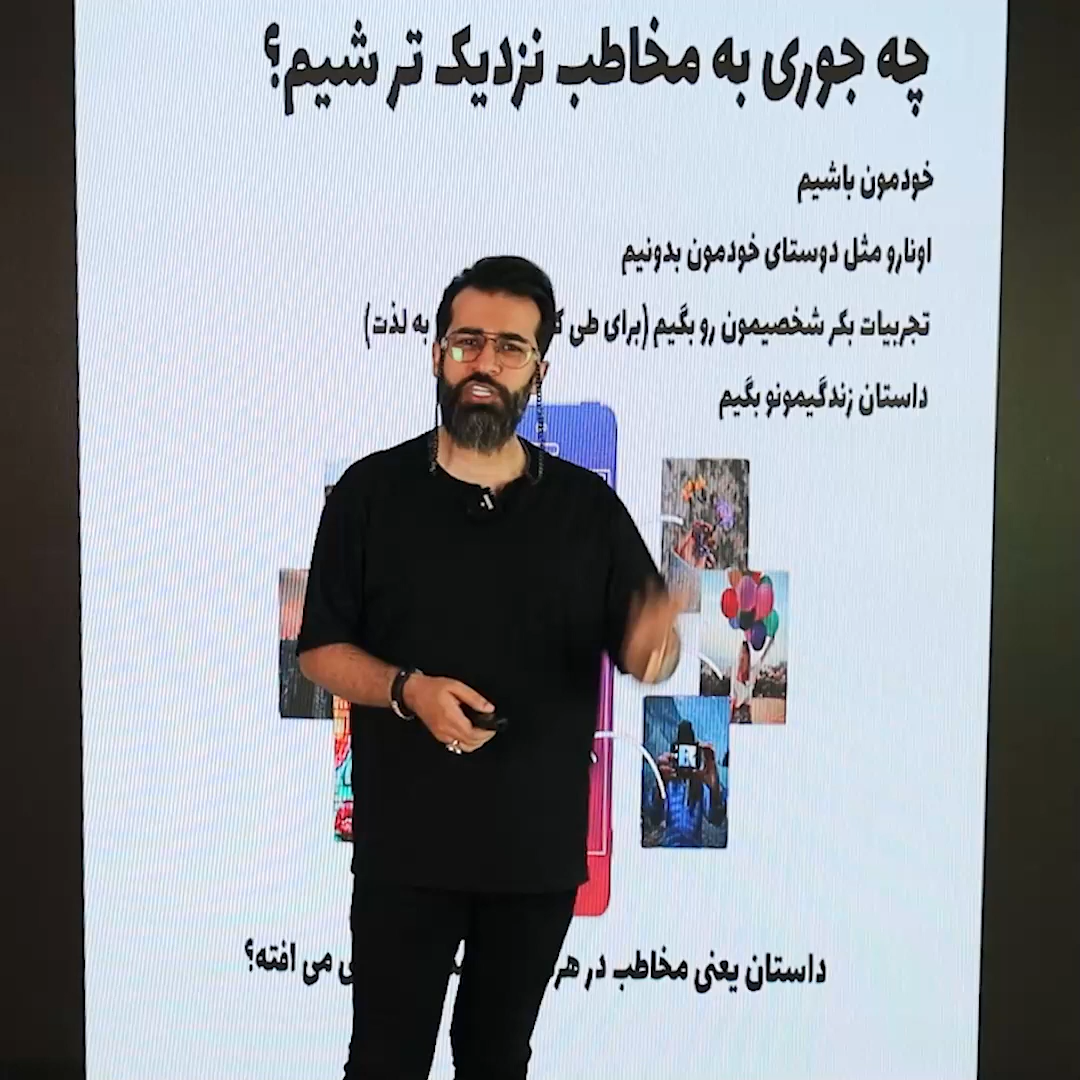 چه جوری به مخاطب نزدیک تر شیم؟
خودمون باشیم
اونارو مثل دوستای خودمون بدونیم
تجربیات بکر شخصیمون رو بگیم (برای طی به لذت)
داستان زندگیمونو بگیم
R
داستان یعنی مخاطب در هر می افته؟